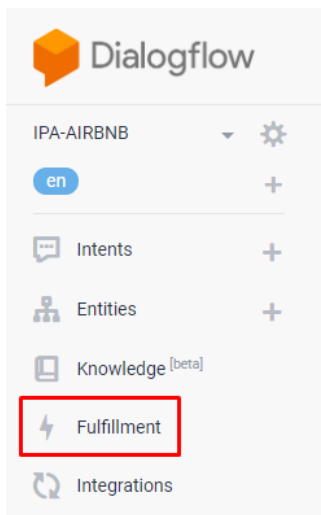 Dialogflow
IPA-AIRBNB
en
Intents
Entities
Knowledge [beta]
Fulfillment
Integrations